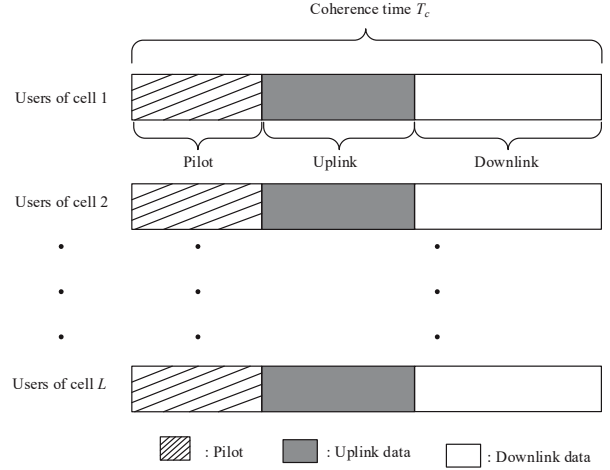 Coherence time T_c
Users of cell 1
Pilot Uplink Downlink
Users of cell 2
Users of cell L
: Pilot : Uplink data : Downlink data